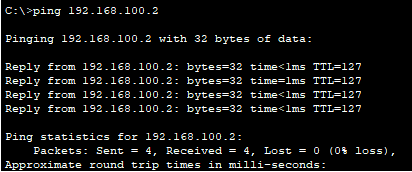 C:\>ping 192.168.100.2
Pinging 192.168.100.2 with 32 bytes of data:
Reply from 192.168.100.2: bytes=32 time<1ms TTL=127
Reply from 192.168.100.2: bytes=32 time<1ms TTL=127
Reply from 192.168.100.2: bytes=32 time<1ms TTL=127
Reply from 192.168.100.2: bytes=32 time<1ms TTL=127
Ping statistics for 192.168.100.2:
Packets: Sent = 4, Received = 4, Lost = 0 (0% loss),
Approximate round trip times in milli-seconds: